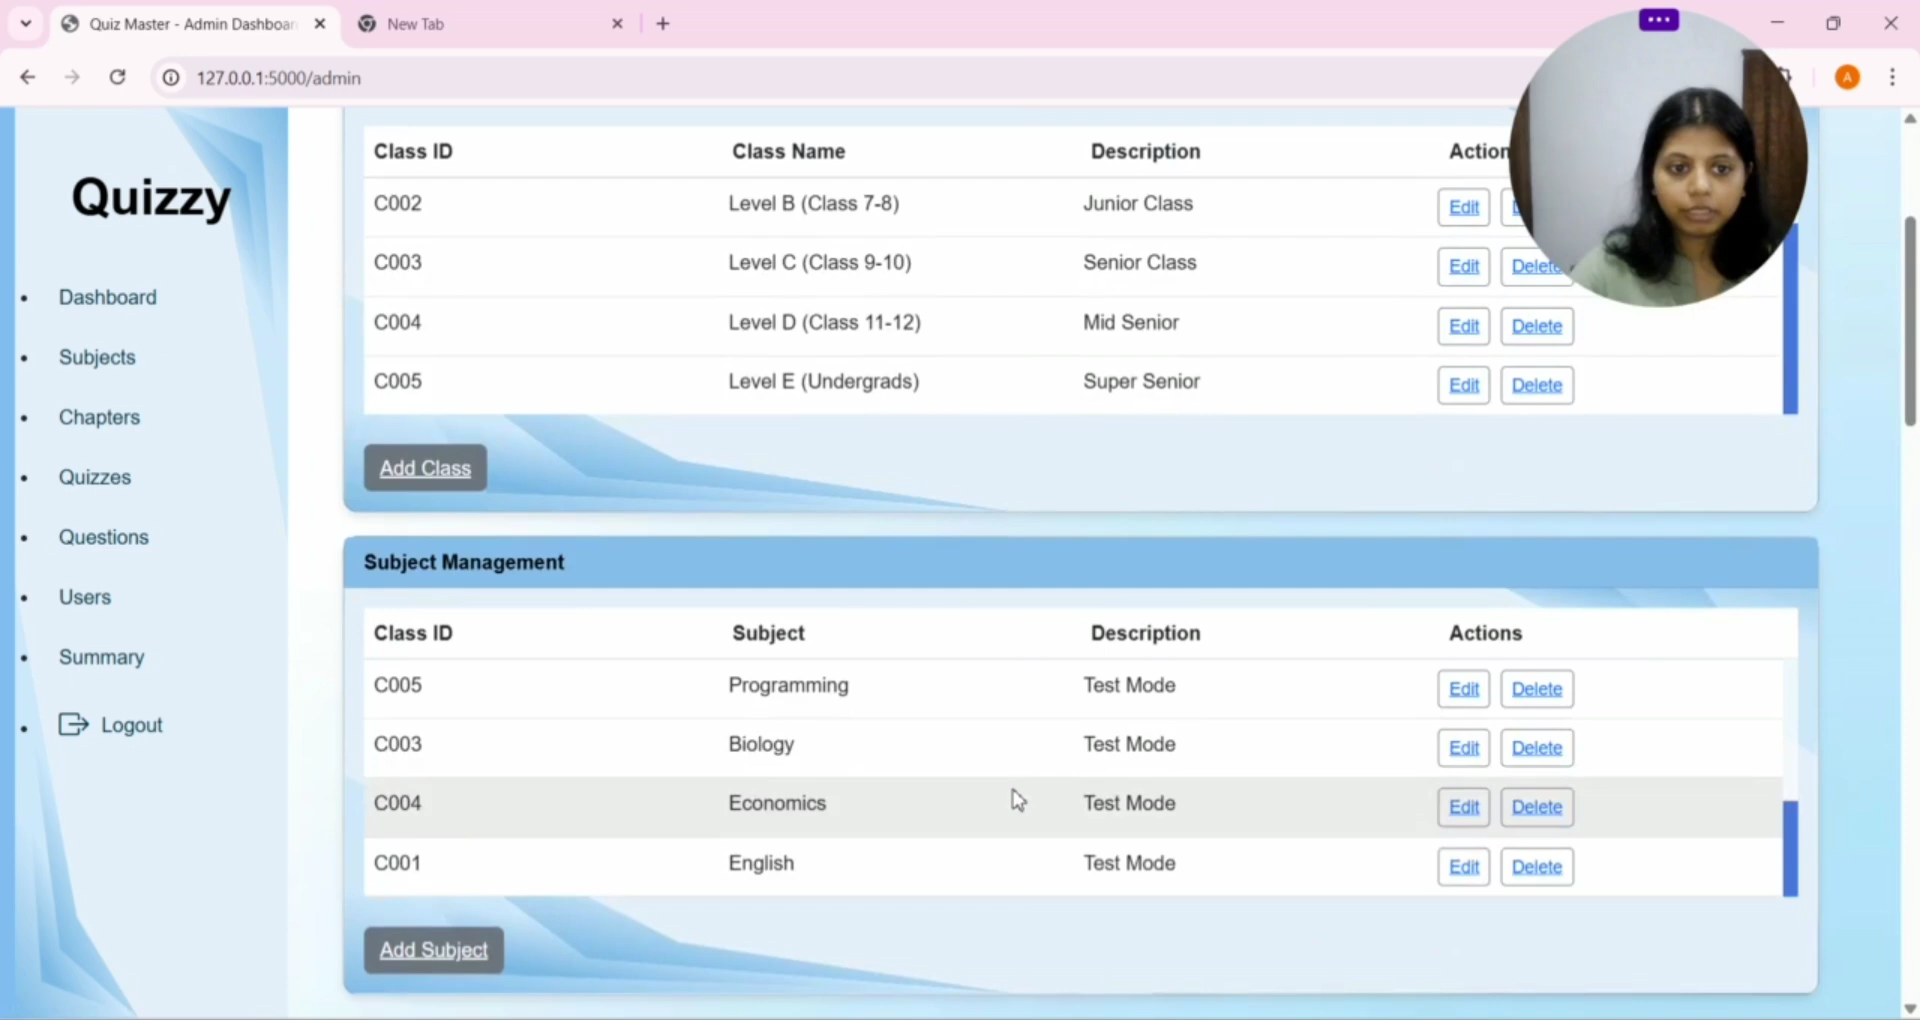 Quiz Master - Admin Dashboar
New Tab
127.0.0.1:5000/admin
A
Quizzy
Dashboard
Subjects
Chapters
Quizzes
Questions
Users
Summary
Logout
Class ID Class Name Description Action
C002 Level B (Class 7-8) Junior Class Edit
C003 Level C (Class 9-10) Senior Class Edit Delete
C004 Level D (Class 11-12) Mid Senior Edit Delete
C005 Level E (Undergrads) Super Senior Edit Delete
Add Class
Subject Management
Class ID Subject Description Actions
C005 Programming Test Mode Edit Delete
C003 Biology Test Mode Edit Delete
C004 Economics Test Mode Edit Delete
C001 English Test Mode Edit Delete
Add Subject